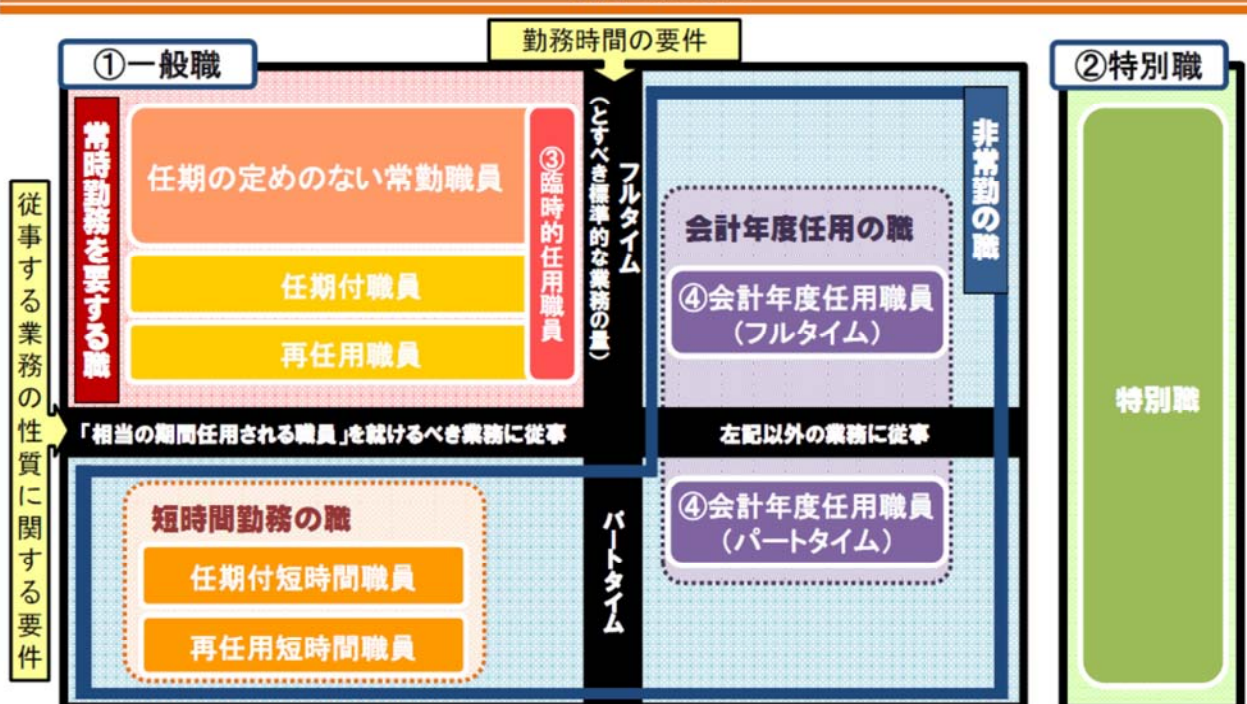 勤務時間の要件
①一般職
②特別職
従事する業務の性質に関する要件
常時勤務を要する職
任期の定めのない常勤職員
任期付職員
再任用職員
③臨時的任用職員
フルタイム
(とすべき標準的な業務の量)
非常勤の職
会計年度任用の職
④会計年度任用職員
(フルタイム)
「相当の期間任用される職員」を就けるべき業務に従事
左記以外の業務に従事
短時間勤務の職
任期付短時間職員
再任用短時間職員
パートタイム
④会計年度任用職員
(パートタイム)
特別職